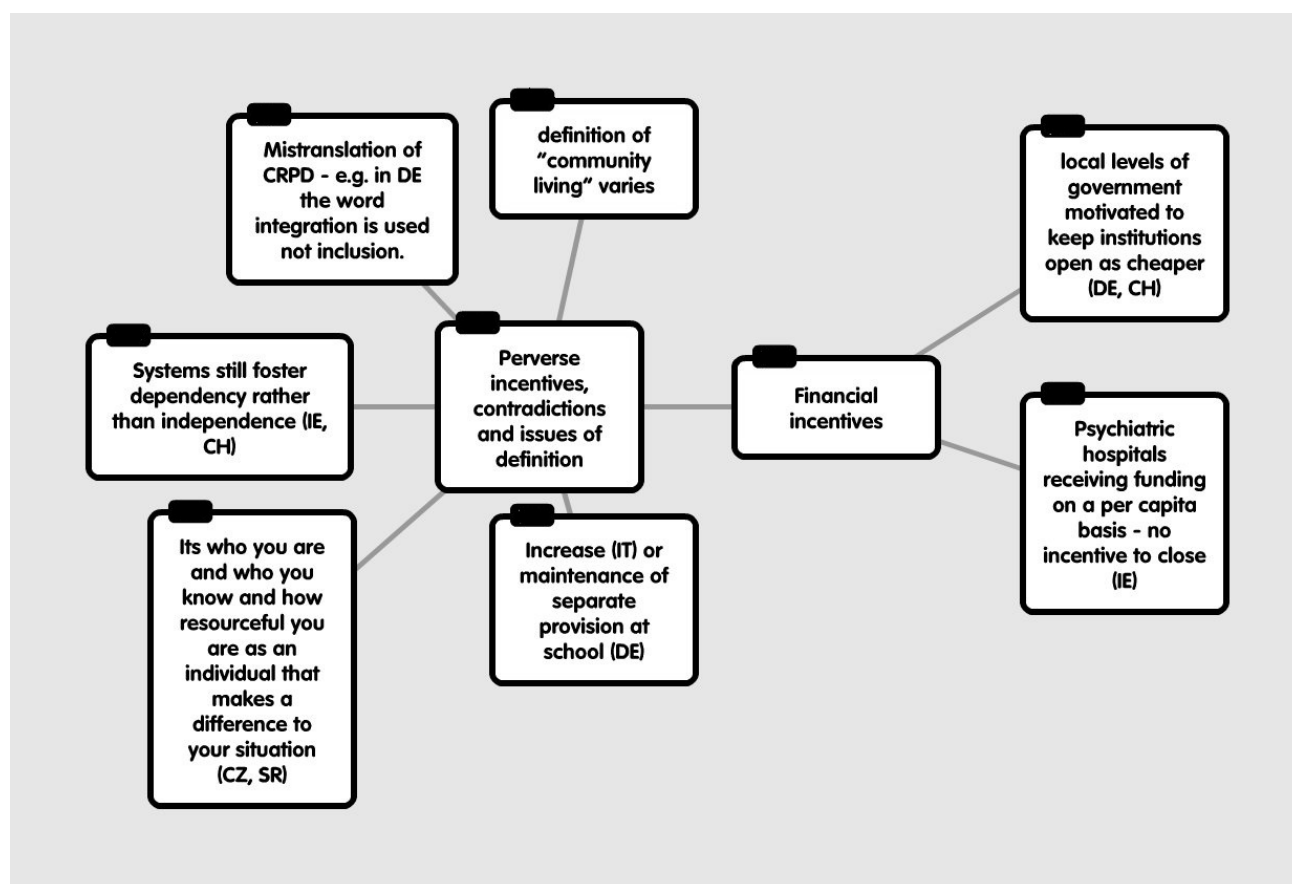 Mistranslation of
CRPD - e.g. in DE
the word
integration is used
not inclusion.
definition of
“community
living” varies
local levels of
government
motivated to
keep institutions
open as cheaper
(DE, CH)
Systems still foster
dependency rather
than independence (IE,
CH)
Perverse
incentives,
contradictions
and issues of
definition
Financial
incentives
Psychiatric
hospitals
receiving funding
on a per capita
basis - no
incentive to close
(IE)
Its who you are
and who you
know and how
resourceful you
are as an
individual that
makes a
difference to
your situation
(CZ, SR)
Increase (IT) or
maintenance of
separate
provision at
school (DE)